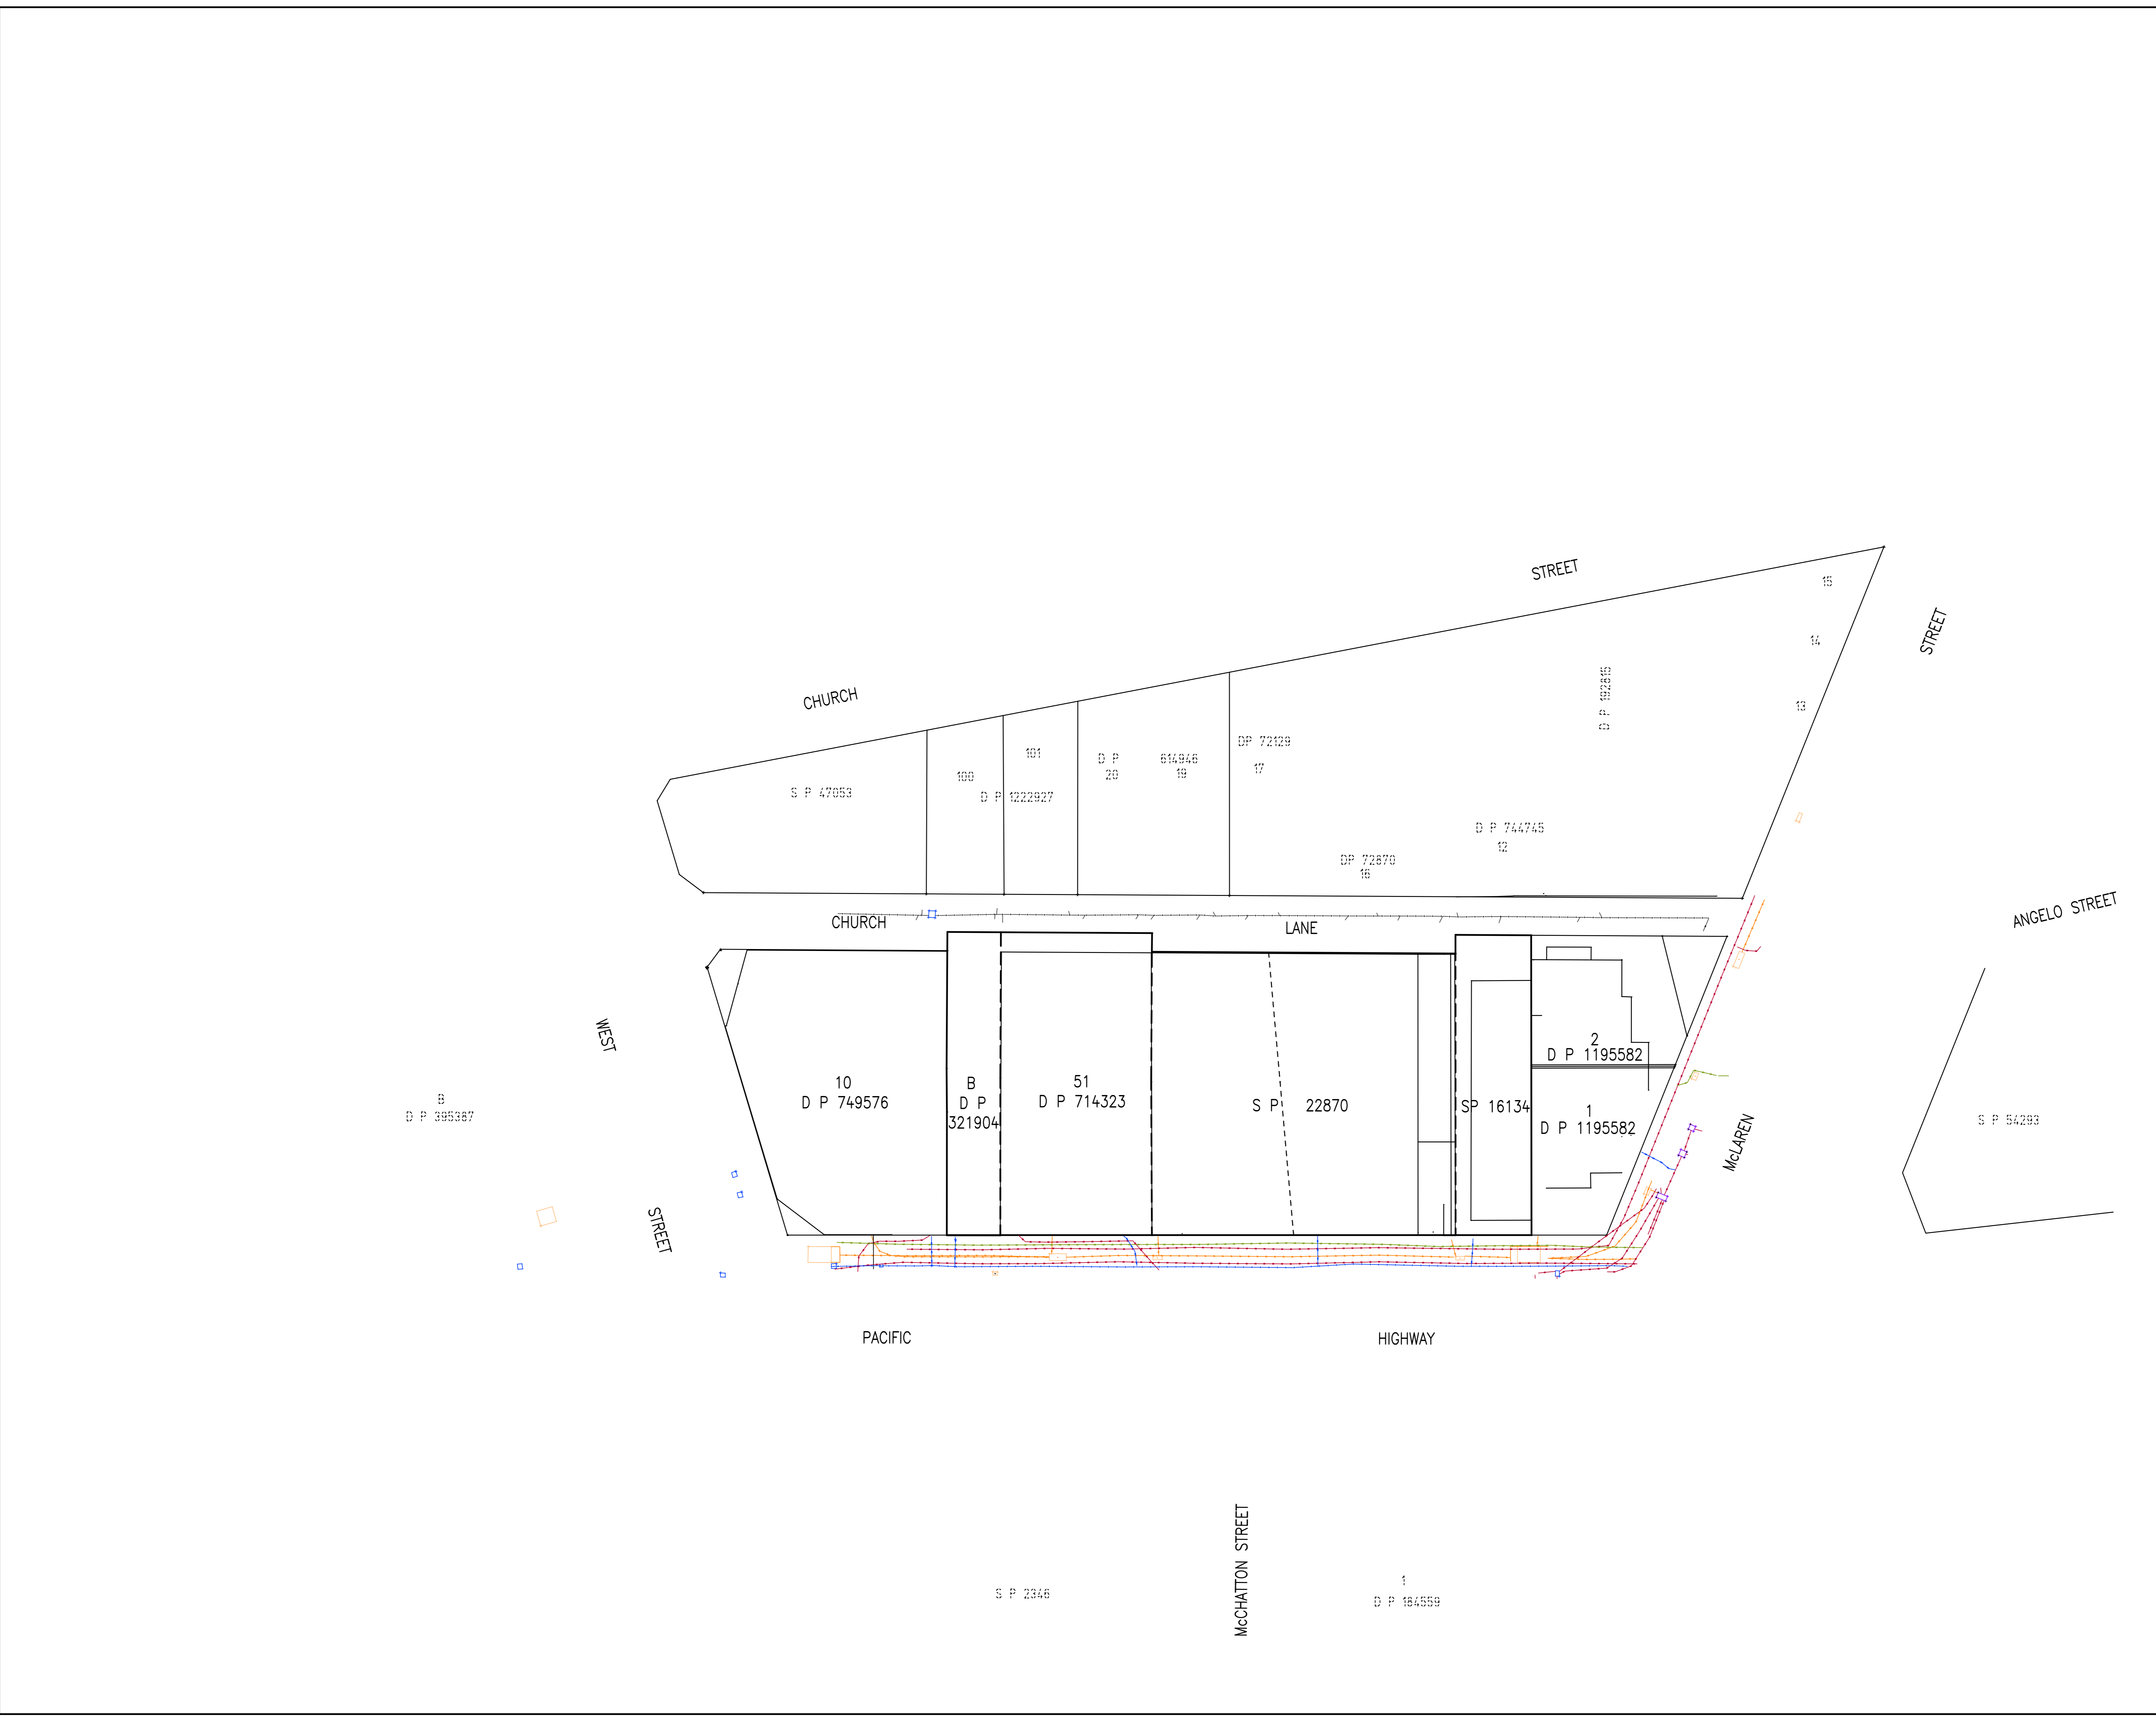 STREET
15
STREET
14
D P 192819
CHURCH
13
DP 72129
101
D P 614946
17
100
20
19
S P 47053
D P 1222927
D P 744745
12
DP 72870
16
CHURCH
LANE
ANGELO STREET
WEST
2
D P 1195582
10
D P 749576
B
D P
321904
51
D P 714323
S P 22870
SP 16134
1
D P 1195582
B
D P 395387
S P 54293
McLAREN
STREET
PACIFIC
HIGHWAY
McCHATTON STREET
S P 2346
1
D P 184559